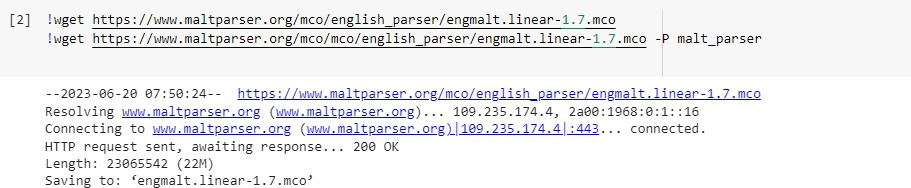 [2] !wget https://www.maltparser.org/mco/english_parser/engmalt.linear-1.7.mco
!wget https://www.maltparser.org/mco/mco/english_parser/engmalt.linear-1.7.mco -P malt_parser
--2023-06-20 07:50:24-- https://www.maltparser.org/mco/english_parser/engmalt.linear-1.7.mco
Resolving www.maltparser.org (www.maltparser.org)... 109.235.174.4, 2a00:1968:0:1::16
Connecting to www.maltparser.org (www.maltparser.org)|109.235.174.4|:443... connected.
HTTP request sent, awaiting response... 200 OK
Length: 23065542 (22M)
Saving to: ‘engmalt.linear-1.7.mco’